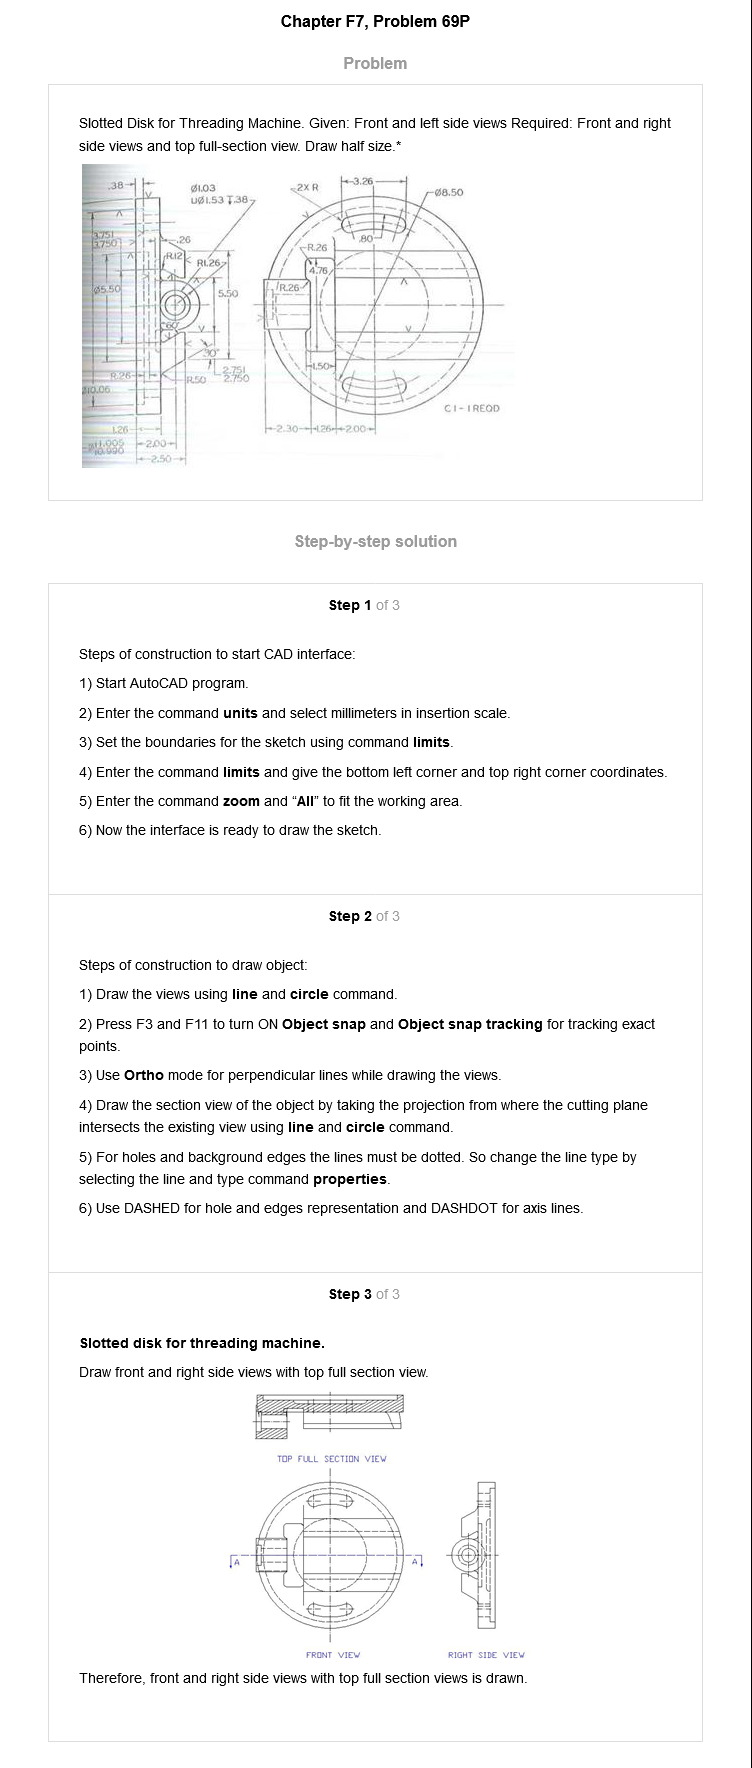 Chapter F7, Problem 69P
Problem
Slotted Disk for Threading Machine. Given: Front and left side views Required: Front and right
side views and top full-section view. Draw half size.*
.38
Ø1.03
⊔Ø1.53 ↧.38
2X R
3.26
Ø8.50
3.751
3.750
.26
.80
R.26
R.12
R1.26
4.76
Ø5.50
5.50
R.26
60°
30°
1.50
2.751
2.750
R.26
R.50
Ø10.06
C I - 1 REQD
1.26
2.30
1.26
2.00
Ø11.005
10.990
2.00
2.50
Step-by-step solution
Step 1 of 3
Steps of construction to start CAD interface:
1) Start AutoCAD program.
2) Enter the command units and select millimeters in insertion scale.
3) Set the boundaries for the sketch using command limits.
4) Enter the command limits and give the bottom left corner and top right corner coordinates.
5) Enter the command zoom and “All” to fit the working area.
6) Now the interface is ready to draw the sketch.
Step 2 of 3
Steps of construction to draw object:
1) Draw the views using line and circle command.
2) Press F3 and F11 to turn ON Object snap and Object snap tracking for tracking exact
points.
3) Use Ortho mode for perpendicular lines while drawing the views.
4) Draw the section view of the object by taking the projection from where the cutting plane
intersects the existing view using line and circle command.
5) For holes and background edges the lines must be dotted. So change the line type by
selecting the line and type command properties.
6) Use DASHED for hole and edges representation and DASHDOT for axis lines.
Step 3 of 3
Slotted disk for threading machine.
Draw front and right side views with top full section view.
TOP FULL SECTION VIEW
A
A
FRONT VIEW
RIGHT SIDE VIEW
Therefore, front and right side views with top full section views is drawn.